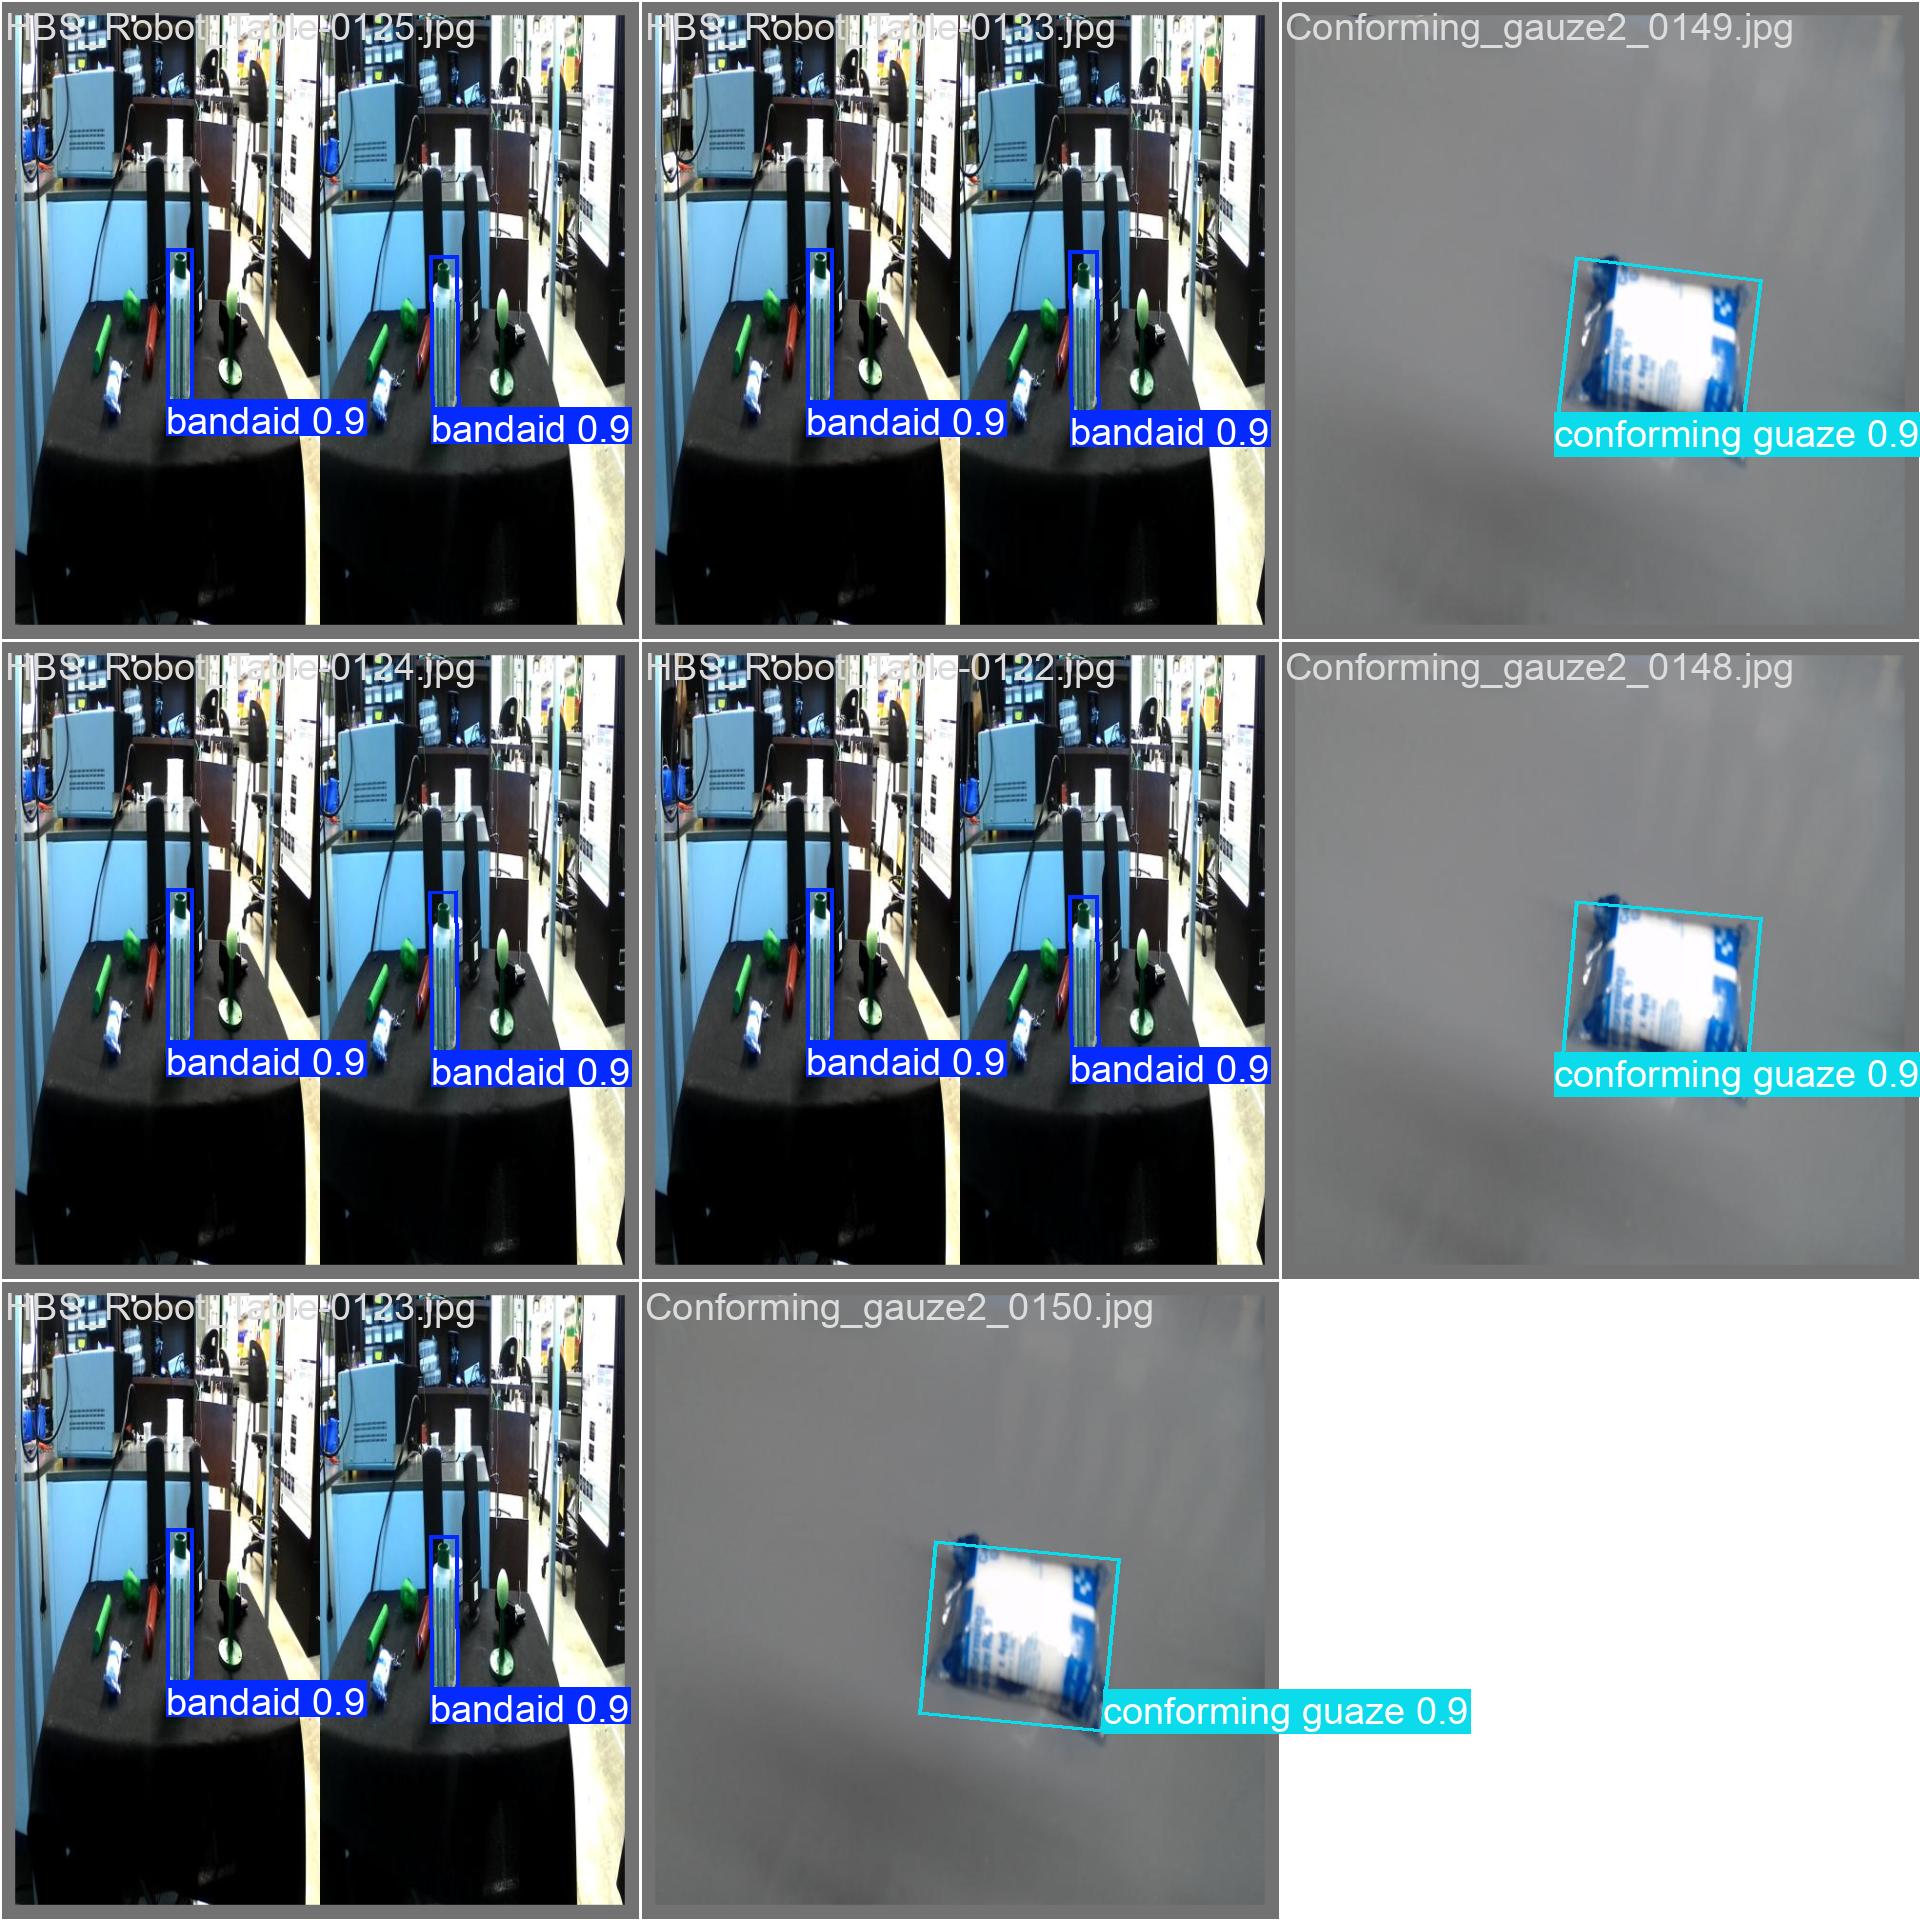 HBS_Robot_Table-0125.jpg
HBS_Robot_Table-0133.jpg
Conforming_gauze2_0149.jpg
bandaid 0.9
bandaid 0.9
bandaid 0.9
bandaid 0.9
conforming guaze 0.9
HBS_Robot_Table-0124.jpg
HBS_Robot_Table-0122.jpg
Conforming_gauze2_0148.jpg
bandaid 0.9
bandaid 0.9
bandaid 0.9
bandaid 0.9
conforming guaze 0.9
HBS_Robot_Table-0123.jpg
Conforming_gauze2_0150.jpg
bandaid 0.9
bandaid 0.9
conforming guaze 0.9